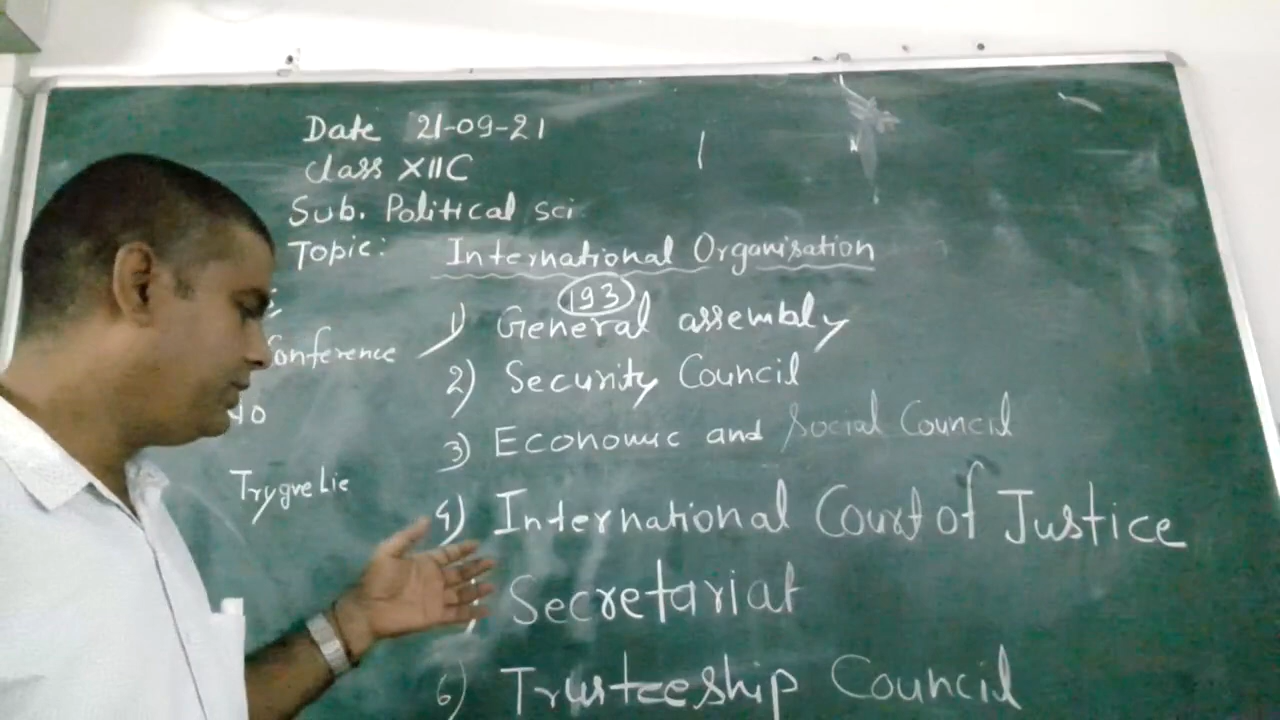 Date 21-09-21
Class XIIC
Sub. Political sci
Topic: International Organisation
193
1) General assembly
Conference
2) Security Council
40
3) Economic and Social Council
Trygve Lie
4) International Court of Justice
Secretariat
6) Trusteeship Council